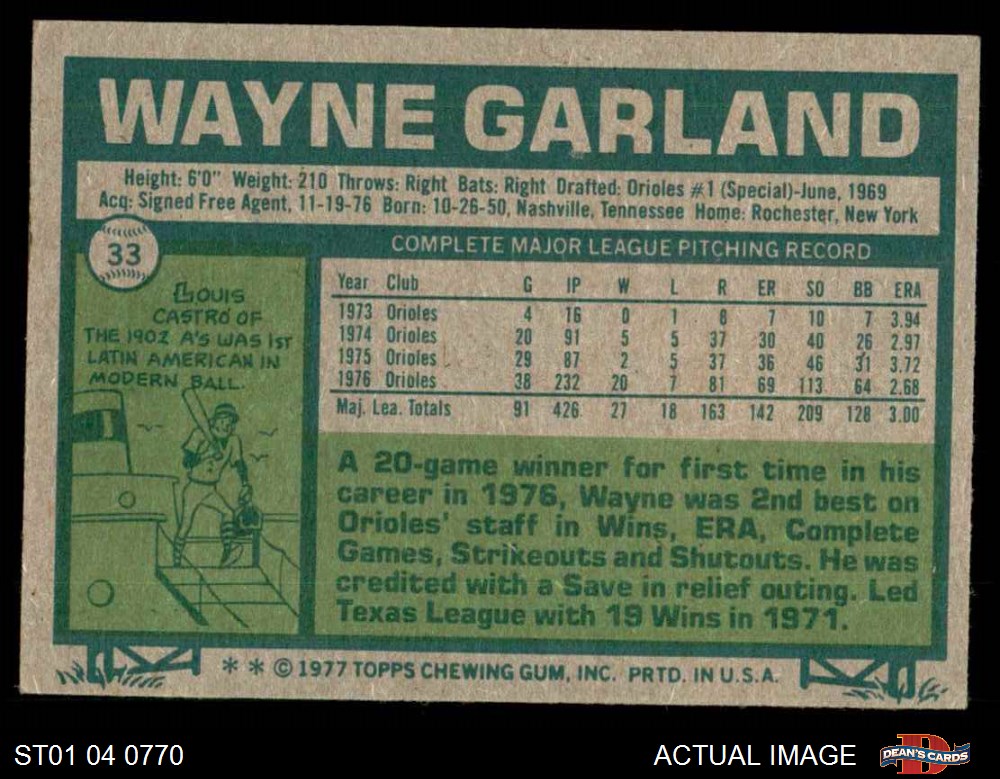 WAYNE GARLAND
Height: 6'0" Weight: 210 Throws: Right Bats: Right Drafted: Orioles #1 (Special)-June, 1969
Acq: Signed Free Agent, 11-19-76 Born: 10-26-50, Nashville, Tennessee Home: Rochester, New York
33
LOUIS
CASTRO OF
THE 1902 A'S WAS 1ST
LATIN AMERICAN IN
MODERN BALL.
COMPLETE MAJOR LEAGUE PITCHING RECORD
Year Club G IP W L R ER SO BB ERA
1973 Orioles 4 16 0 1 8 7 10 7 3.94
1974 Orioles 20 91 5 5 37 30 40 26 2.97
1975 Orioles 29 87 2 5 37 36 46 31 3.72
1976 Orioles 38 232 20 7 81 69 113 64 2.68
Maj. Lea. Totals 91 426 27 18 163 142 209 128 3.00
A 20-game winner for first time in his
career in 1976, Wayne was 2nd best on
Orioles' staff in Wins, ERA, Complete
Games, Strikeouts and Shutouts. He was
credited with a Save in relief outing. Led
Texas League with 19 Wins in 1971.
* * © 1977 TOPPS CHEWING GUM, INC. PRTD. IN U.S.A.
ST01 04 0770
ACTUAL IMAGE
D
DEAN'S CARDS